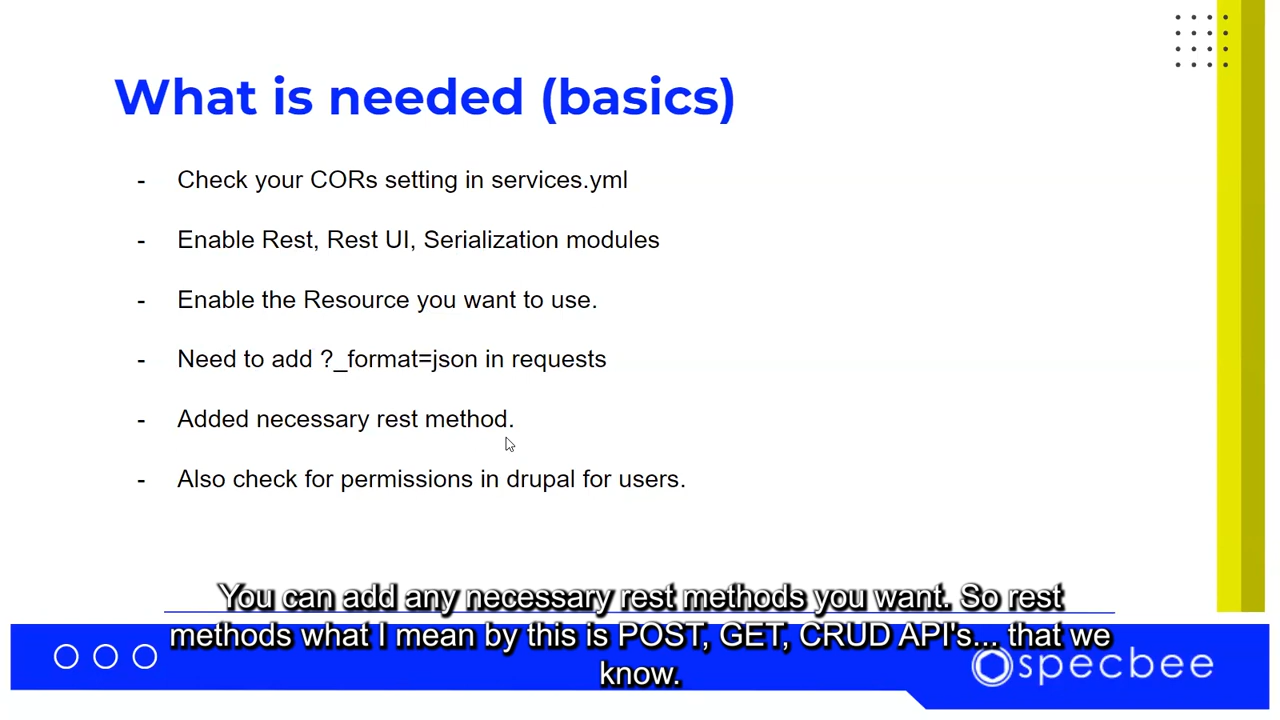 What is needed (basics)
- Check your CORs setting in services.yml
- Enable Rest, Rest UI, Serialization modules
- Enable the Resource you want to use.
- Need to add ?_format=json in requests
- Added necessary rest method.
- Also check for permissions in drupal for users.
You can add any necessary rest methods you want. So rest
methods what I mean by this is POST, GET, CRUD API's... that we
know.
specbee